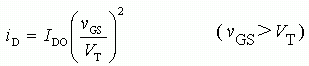 i_D = I_DO (v_GS / V_T)^2 (v_GS > V_T)